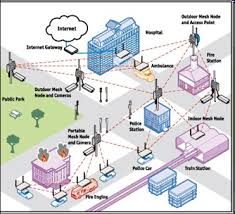 Internet
Internet Gateway
Hospital
Outdoor Mesh
Node and
Access Point
Fire
Station
Ambulance
Outdoor Mesh
Node and Cameras
Public Park
Police
Station
Indoor Mesh
Node
Portable
Mesh Node
and Camera
Train Station
Police Car
Fire Engine